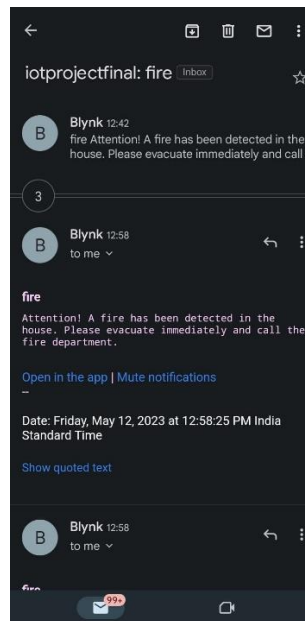 iotprojectfinal: fire Inbox
B
Blynk 12:42
fire Attention! A fire has been detected in the
house. Please evacuate immediately and call
3
B
Blynk 12:58
to me
fire
Attention! A fire has been detected in the
house. Please evacuate immediately and call the
fire department.
Open in the app | Mute notifications
--
Date: Friday, May 12, 2023 at 12:58:25 PM India
Standard Time
Show quoted text
B
Blynk 12:58
to me
fire
99+